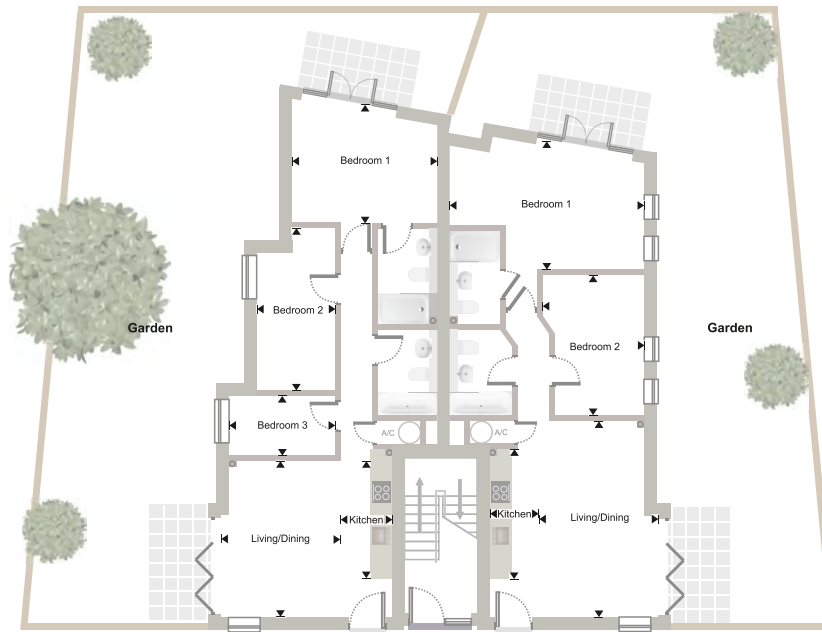 Bedroom 1
Bedroom 1
Bedroom 2
Garden
Garden
Bedroom 2
Bedroom 3
A/C
A/C
Kitchen
Living/Dining
Kitchen
Living/Dining